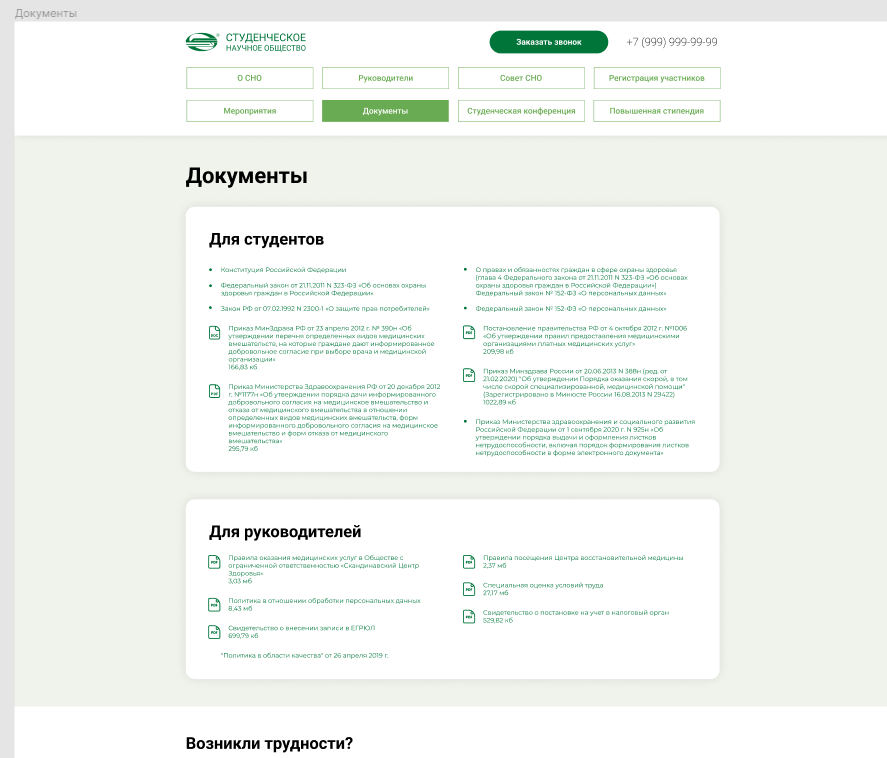 Документы
СТУДЕНЧЕСКОЕ
НАУЧНОЕ ОБЩЕСТВО
Заказать звонок
+7 (999) 999-99-99
О СНО
Руководители
Совет СНО
Регистрация участников
Мероприятия
Документы
Студенческая конференция
Повышенная стипендия
Документы
Для студентов
Конституция Российской Федерации
Федеральный закон от 21.11.2011 N 323-ФЗ «Об основах охраны
здоровья граждан в Российской Федерации»
Закон РФ от 07.02.1992 N 2300-1 «О защите прав потребителей»
DOC
Приказ МинЗдрава РФ от 23 апреля 2012 г. № 390н «Об
утверждении перечня определенных видов медицинских
вмешательств, на которые граждане дают информированное
добровольное согласие при выборе врача и медицинской
организации»
166,83 кб
PDF
Приказ Министерства Здравоохранения РФ от 20 декабря 2012
г. №1177н «Об утверждении порядка дачи информированного
добровольного согласия на медицинское вмешательство и
отказа от медицинского вмешательства в отношении
определенных видов медицинских вмешательств, форм
информированного добровольного согласия на медицинское
вмешательство и форм отказа от медицинского
вмешательства»
295,79 кб
О правах и обязанностях граждан в сфере охраны здоровья
(глава 4 Федерального закона от 21.11.2011 N 323-ФЗ «Об основах
охраны здоровья граждан в Российской Федерации»)
Федеральный закон № 152-ФЗ «О персональных данных»
Федеральный закон № 152-ФЗ «О персональных данных»
PDF
Постановление правительства РФ от 4 октября 2012 г. №1006
«Об утверждении правил предоставления медицинскими
организациями платных медицинских услуг»
209,98 кб
PDF
Приказ Минздрава России от 20.06 2013 N 388н (ред. от
21.02.2020) "Об утверждении Порядка оказания скорой, в том
числе скорой специализированной, медицинской помощи"
(Зарегистрировано в Минюсте России 16.08.2013 N 29422)
1022,89 кб
Приказ Министерства здравоохранения и социального развития
Российской Федерации от 1 сентября 2020 г. N 925н «Об
утверждении порядка выдачи и оформления листков
нетрудоспособности, включая порядок формирования листков
нетрудоспособности в форме электронного документа»
Для руководителей
PDF
Правила оказания медицинских услуг в Обществе с
ограниченной ответственностью «Скандинавский Центр
Здоровья»
3,03 мб
PDF
Политика в отношении обработки персональных данных
8,43 мб
PDF
Свидетельство о внесении записи в ЕГРЮЛ
699,79 кб
"Политика в области качества" от 26 апреля 2019 г.
PDF
Правила посещения Центра восстановительной медицины
2,37 мб
PDF
Специальная оценка условий труда
27,17 мб
PDF
Свидетельство о постановке на учет в налоговый орган
529,82 кб
Возникли трудности?